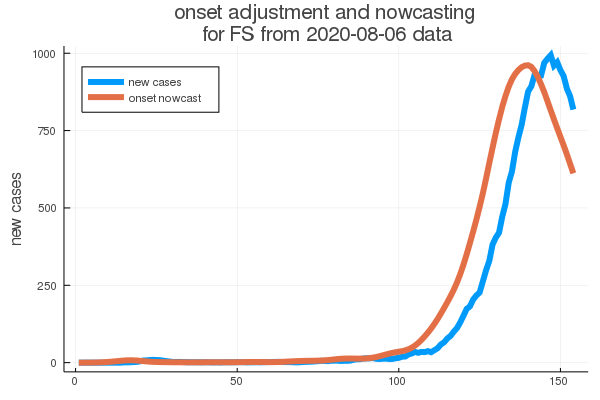 onset adjustment and nowcasting
for FS from 2020-08-06 data
new cases
onset nowcast
new cases
1000
750
500
250
0
0 50 100 150